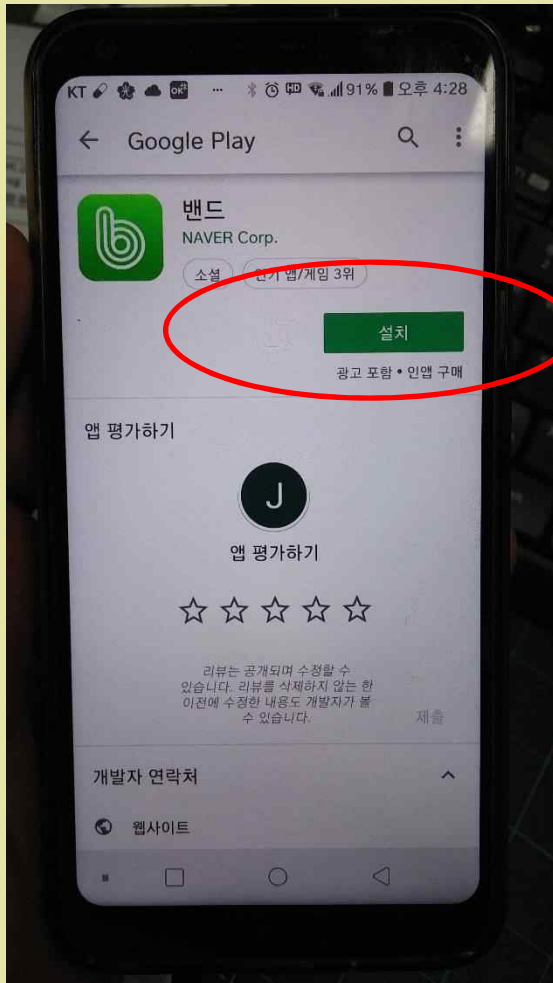 KT OK ... HD 91% 오후 4:28
Google Play
밴드
NAVER Corp.
소셜 인기 앱/게임 3위
설치
광고 포함 • 인앱 구매
앱 평가하기
J
앱 평가하기
리뷰는 공개되며 수정할 수
있습니다. 리뷰를 삭제하지 않는 한
이전에 수정한 내용도 개발자가 볼
수 있습니다.
제출
개발자 연락처
웹사이트